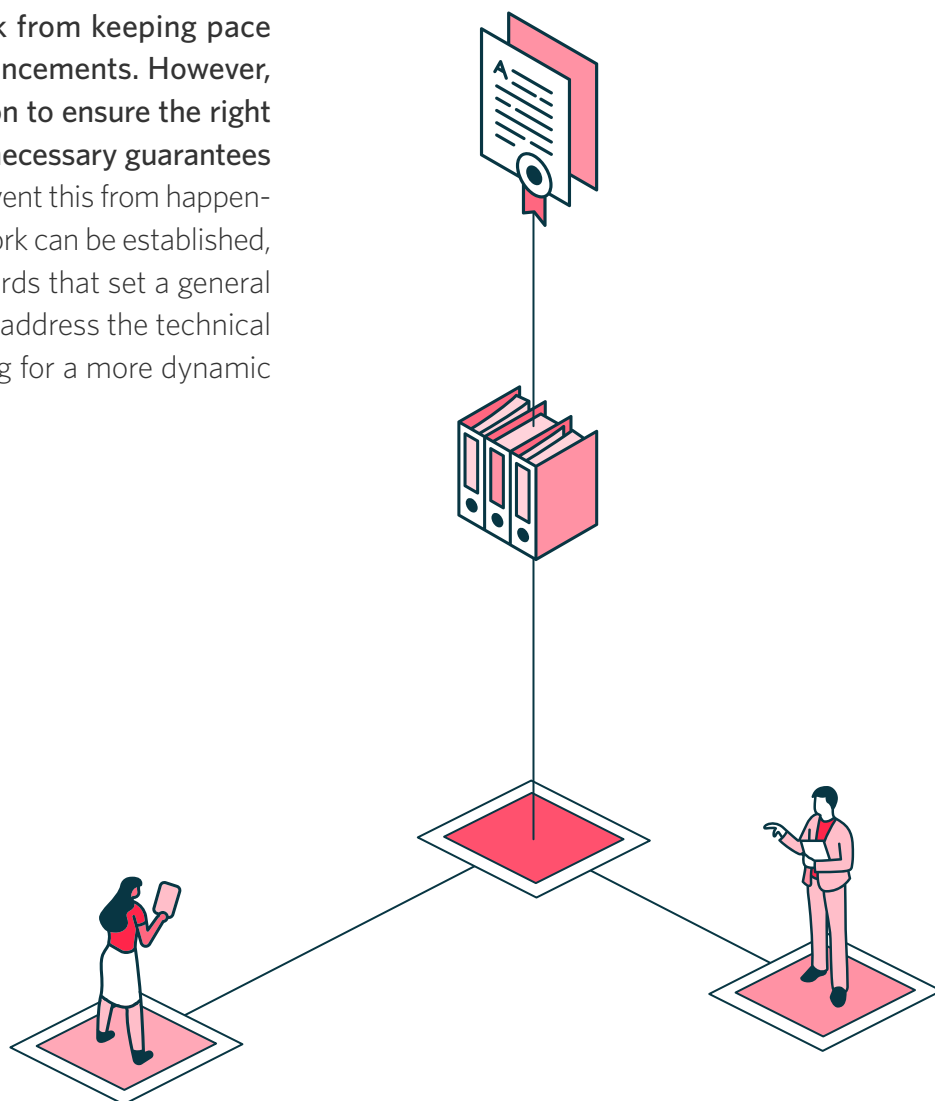 from keeping pace
ncements. However,
on to ensure the right
necessary guarantees
vent this from happen-
ork can be established,
rds that set a general
address the technical
g for a more dynamic
A